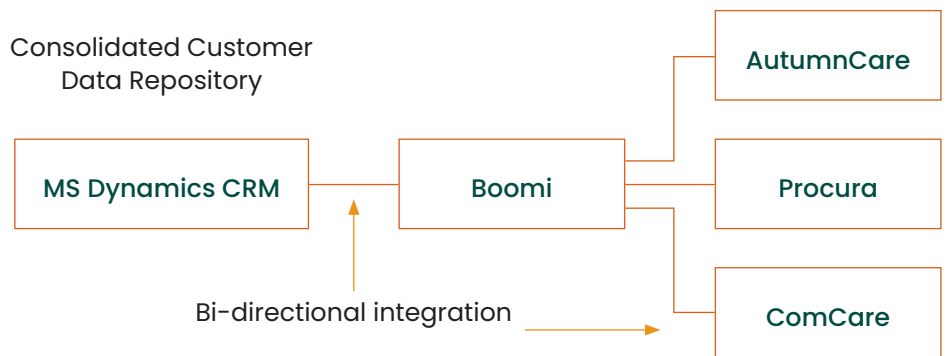 Consolidated Customer
Data Repository
AutumnCare
MS Dynamics CRM
Boomi
Procura
Bi-directional integration
ComCare